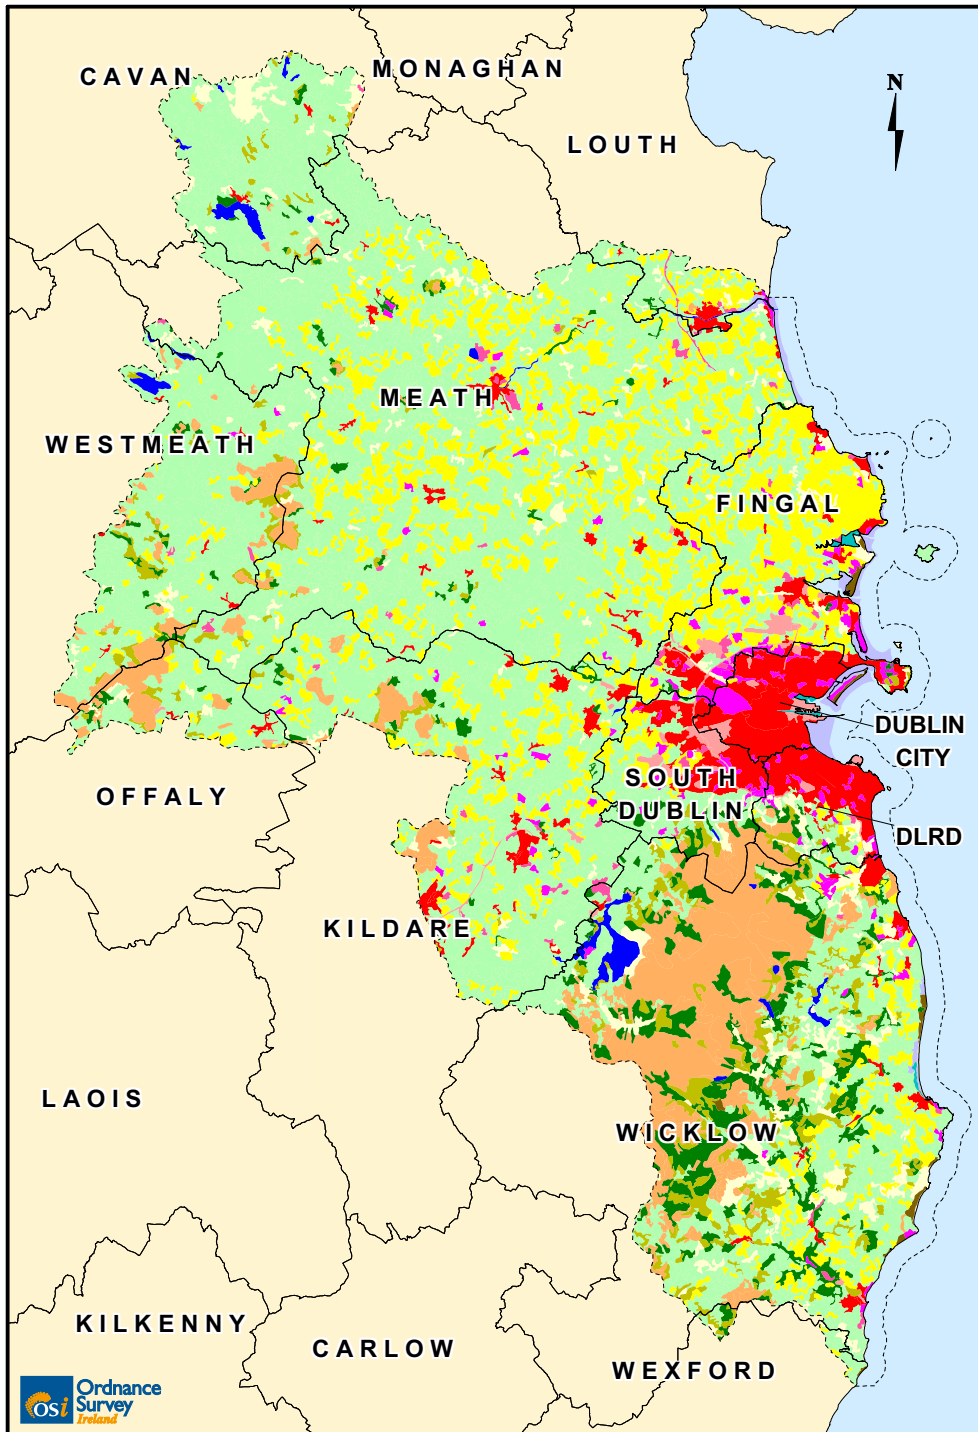 CAVAN
MONAGHAN
N
LOUTH
MEATH
WESTMEATH
FINGAL
DUBLIN
CITY
SOUTH
DUBLIN
OFFALY
DLRD
KILDARE
LAOIS
WICKLOW
KILKENNY
CARLOW
WEXFORD
osi
Ordnance
Survey
Ireland